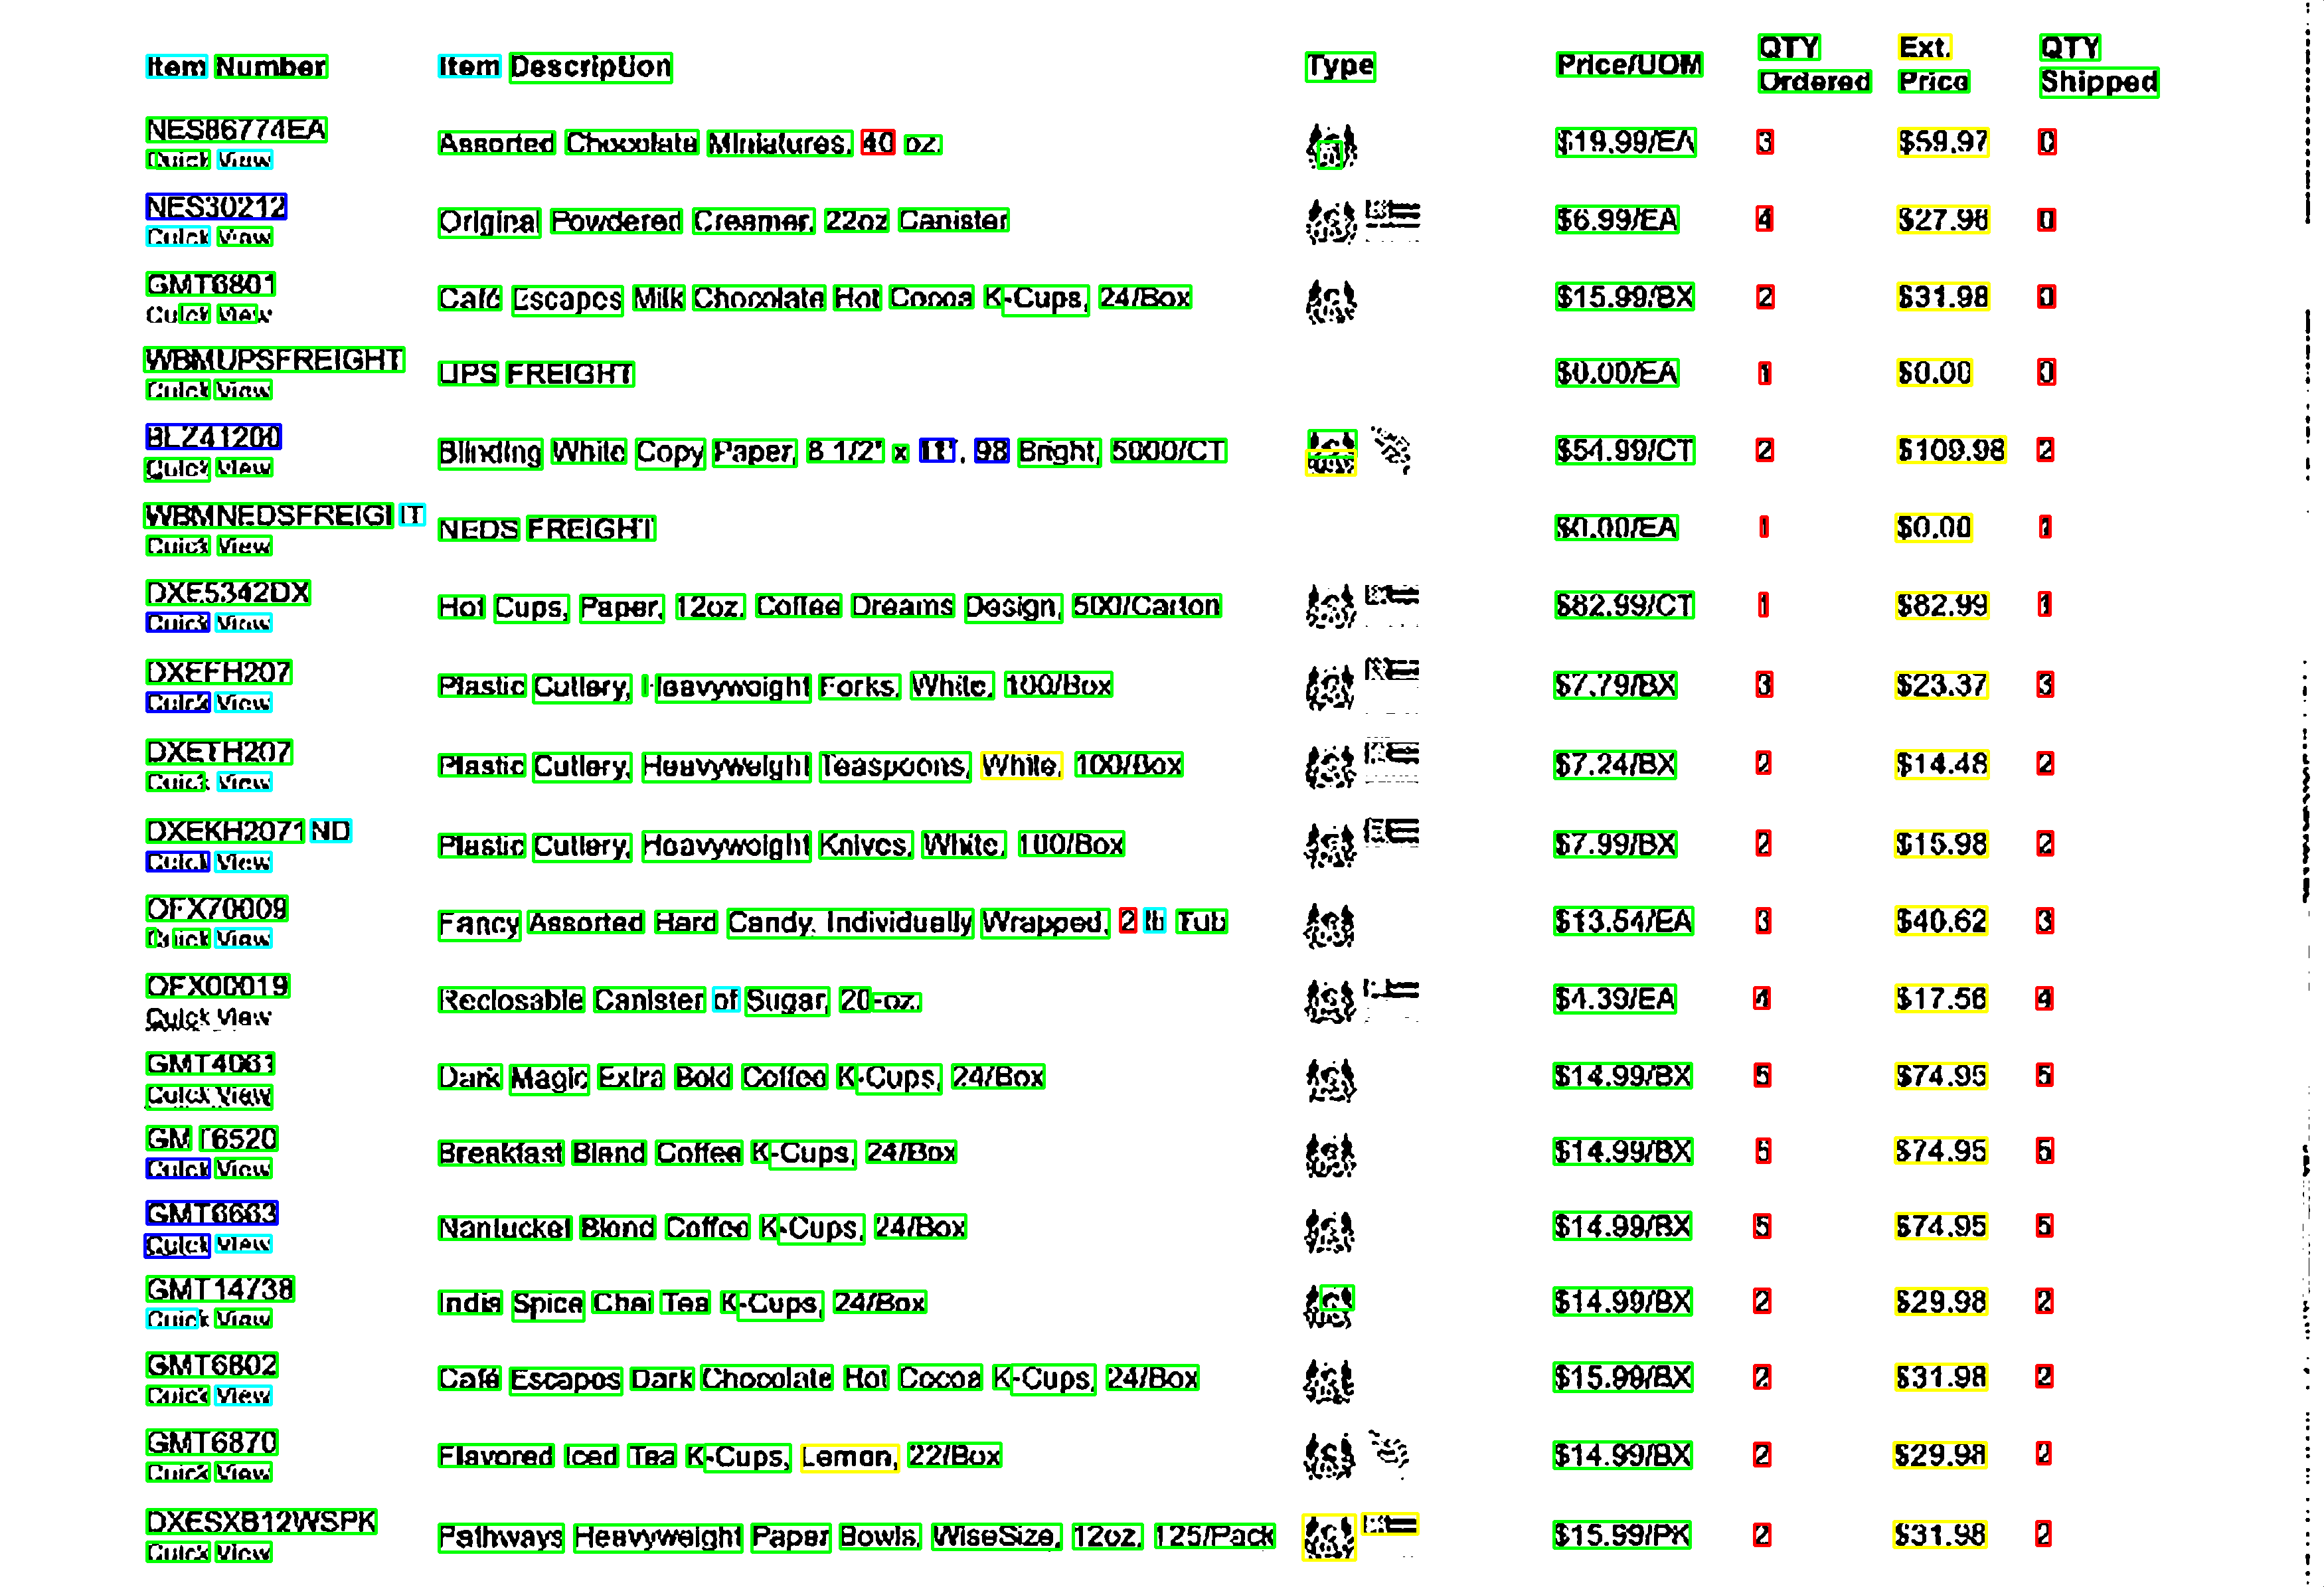 Item Number Item Description Type Price/UOM QTY Ordered Ext. Price QTY Shipped
NES86774EA Assorted Chocolate Miniatures, 40 oz. $19.99/EA 3 $59.97 0
Quick View
NES30212 Original Powdered Creamer, 22oz Canister $6.99/EA 4 $27.96 0
Quick View
GMT6801 Café Escapes Milk Chocolate Hot Cocoa K-Cups, 24/Box $15.99/BX 2 $31.98 0
Quick View
WBMUPSFREIGHT UPS FREIGHT $0.00/EA 1 $0.00 0
Quick View
BLZ41200 Blinding White Copy Paper, 8 1/2" x 11", 98 Bright, 5000/CT $54.99/CT 2 $109.98 2
Quick View
WBMNEDSFREIGHT NEDS FREIGHT $0.00/EA 1 $0.00 1
Quick View
DXE5342DX Hot Cups, Paper, 12oz. Coffee Dreams Design, 500/Carton $82.99/CT 1 $82.99 1
Quick View
DXEFH207 Plastic Cutlery, Heavyweight Forks, White, 100/Box $7.79/BX 3 $23.37 3
Quick View
DXETH207 Plastic Cutlery, Heavyweight Teaspoons, White, 100/Box $7.24/BX 2 $14.48 2
Quick View
DXEKH207IND Plastic Cutlery, Heavyweight Knives, White, 100/Box $7.99/BX 2 $15.98 2
Quick View
OFX70009 Fancy Assorted Hard Candy, Individually Wrapped, 2 lb Tub $13.54/EA 3 $40.62 3
Quick View
OFX00019 Reclosable Canister of Sugar, 20-oz. $4.39/EA 4 $17.56 4
Quick View
GMT4061 Dark Magic Extra Bold Coffee K-Cups, 24/Box $14.99/BX 5 $74.95 5
Quick View
GMT6520 Breakfast Blend Coffee K-Cups, 24/Box $14.99/BX 5 $74.95 5
Quick View
GMT6663 Nantucket Blend Coffee K-Cups, 24/Box $14.99/BX 5 $74.95 5
Quick View
GMT14738 India Spice Chai Tea K-Cups, 24/Box $14.99/BX 2 $29.98 2
Quick View
GMT6802 Café Escapes Dark Chocolate Hot Cocoa K-Cups, 24/Box $15.99/BX 2 $31.98 2
Quick View
GMT6870 Flavored Iced Tea K-Cups, Lemon, 22/Box $14.99/BX 2 $29.98 2
Quick View
DXESXB12WSPK Pathways Heavyweight Paper Bowls, WiseSize, 12oz, 125/Pack $15.99/PK 2 $31.98 2
Quick View